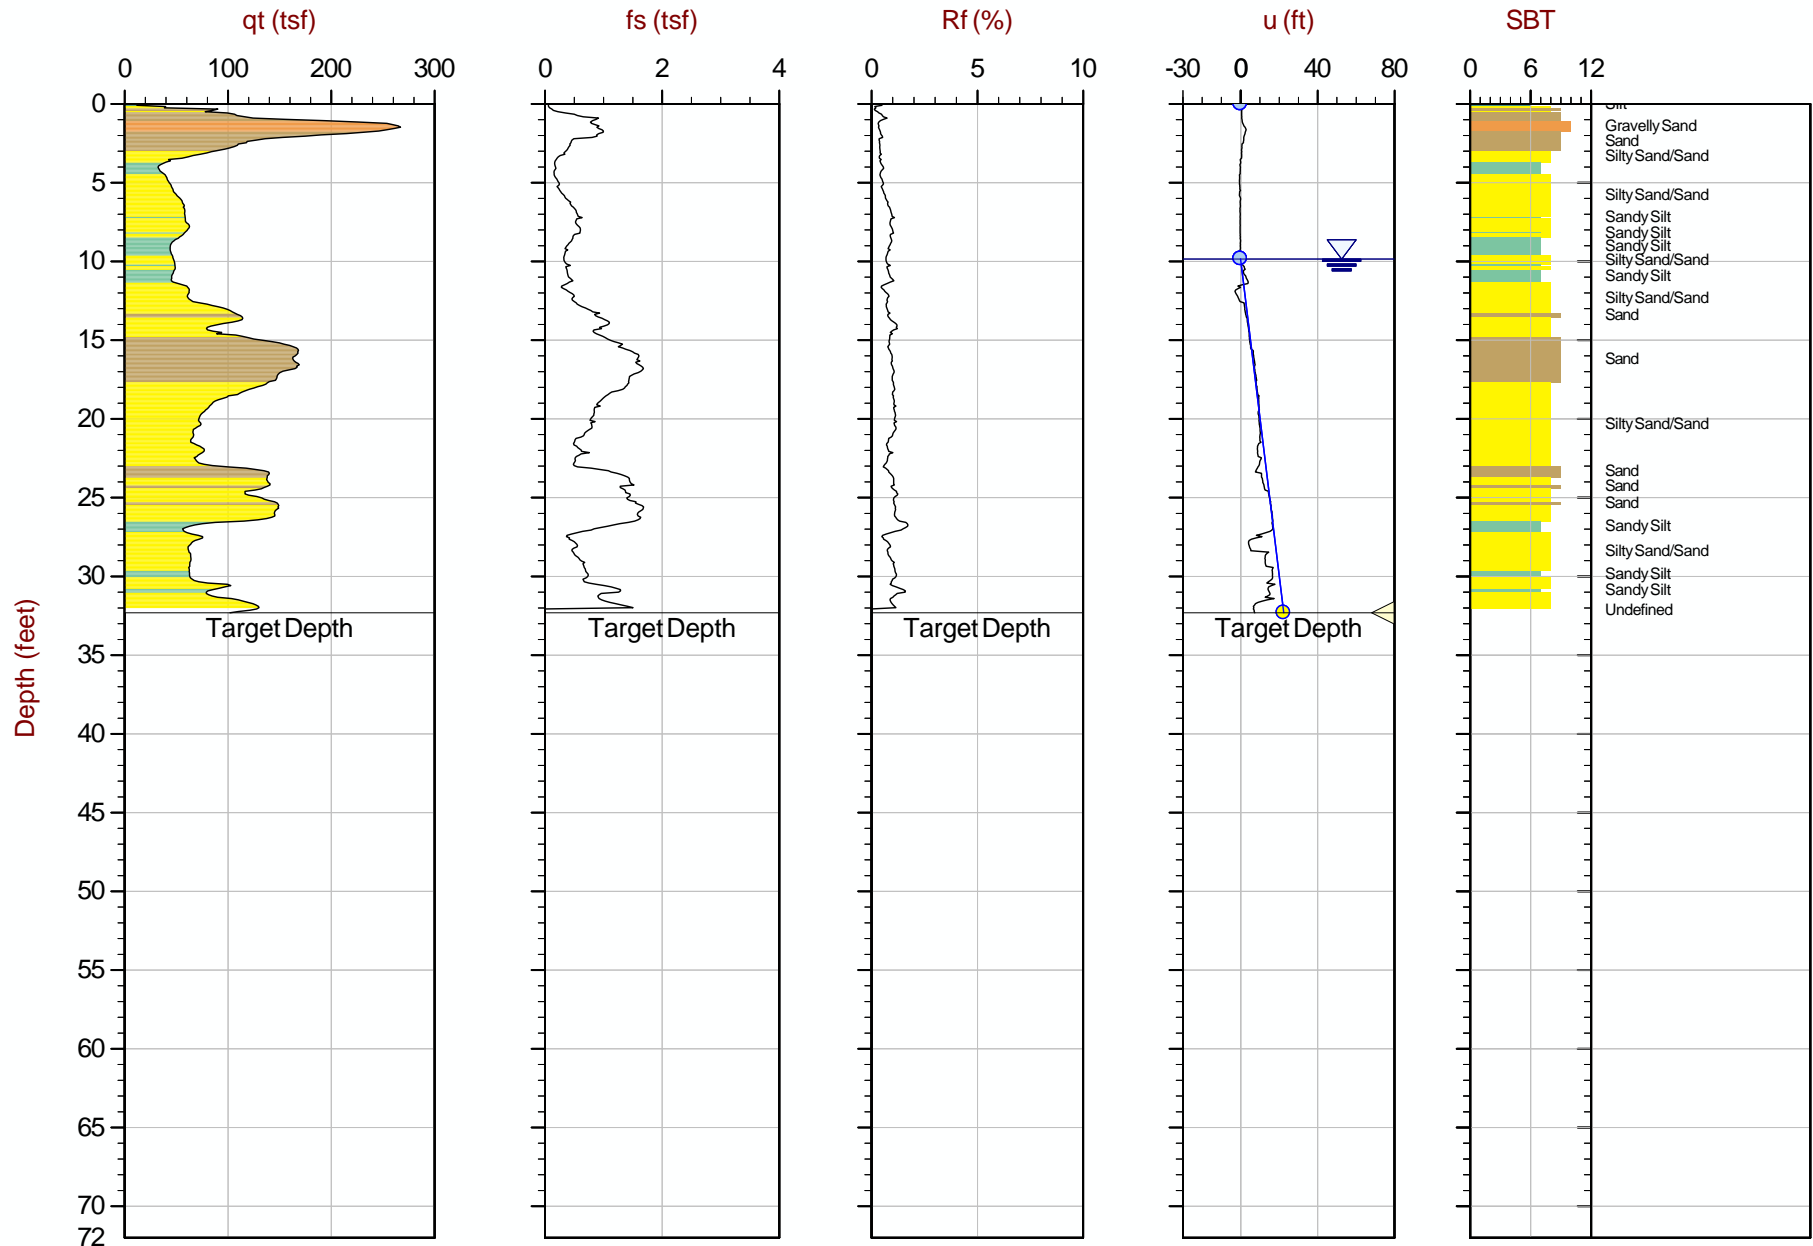 qt (tsf) fs (tsf) Rf (%) u (ft) SBT
0 100 200 300 0 2 4 0 5 10 -30 0 40 80 0 6 12
0
Silt
Gravelly Sand
Sand
Silty Sand/Sand
5
Silty Sand/Sand
Sandy Silt
Sandy Silt
Sandy Silt
10
Silty Sand/Sand
Sandy Silt
Silty Sand/Sand
Sand
15
Sand
20
Silty Sand/Sand
Sand
Sand
25
Sand
Sandy Silt
Silty Sand/Sand
30
Sandy Silt
Sandy Silt
Undefined
Target Depth Target Depth Target Depth Target Depth
35
Depth (feet)
40
45
50
55
60
65
70
72